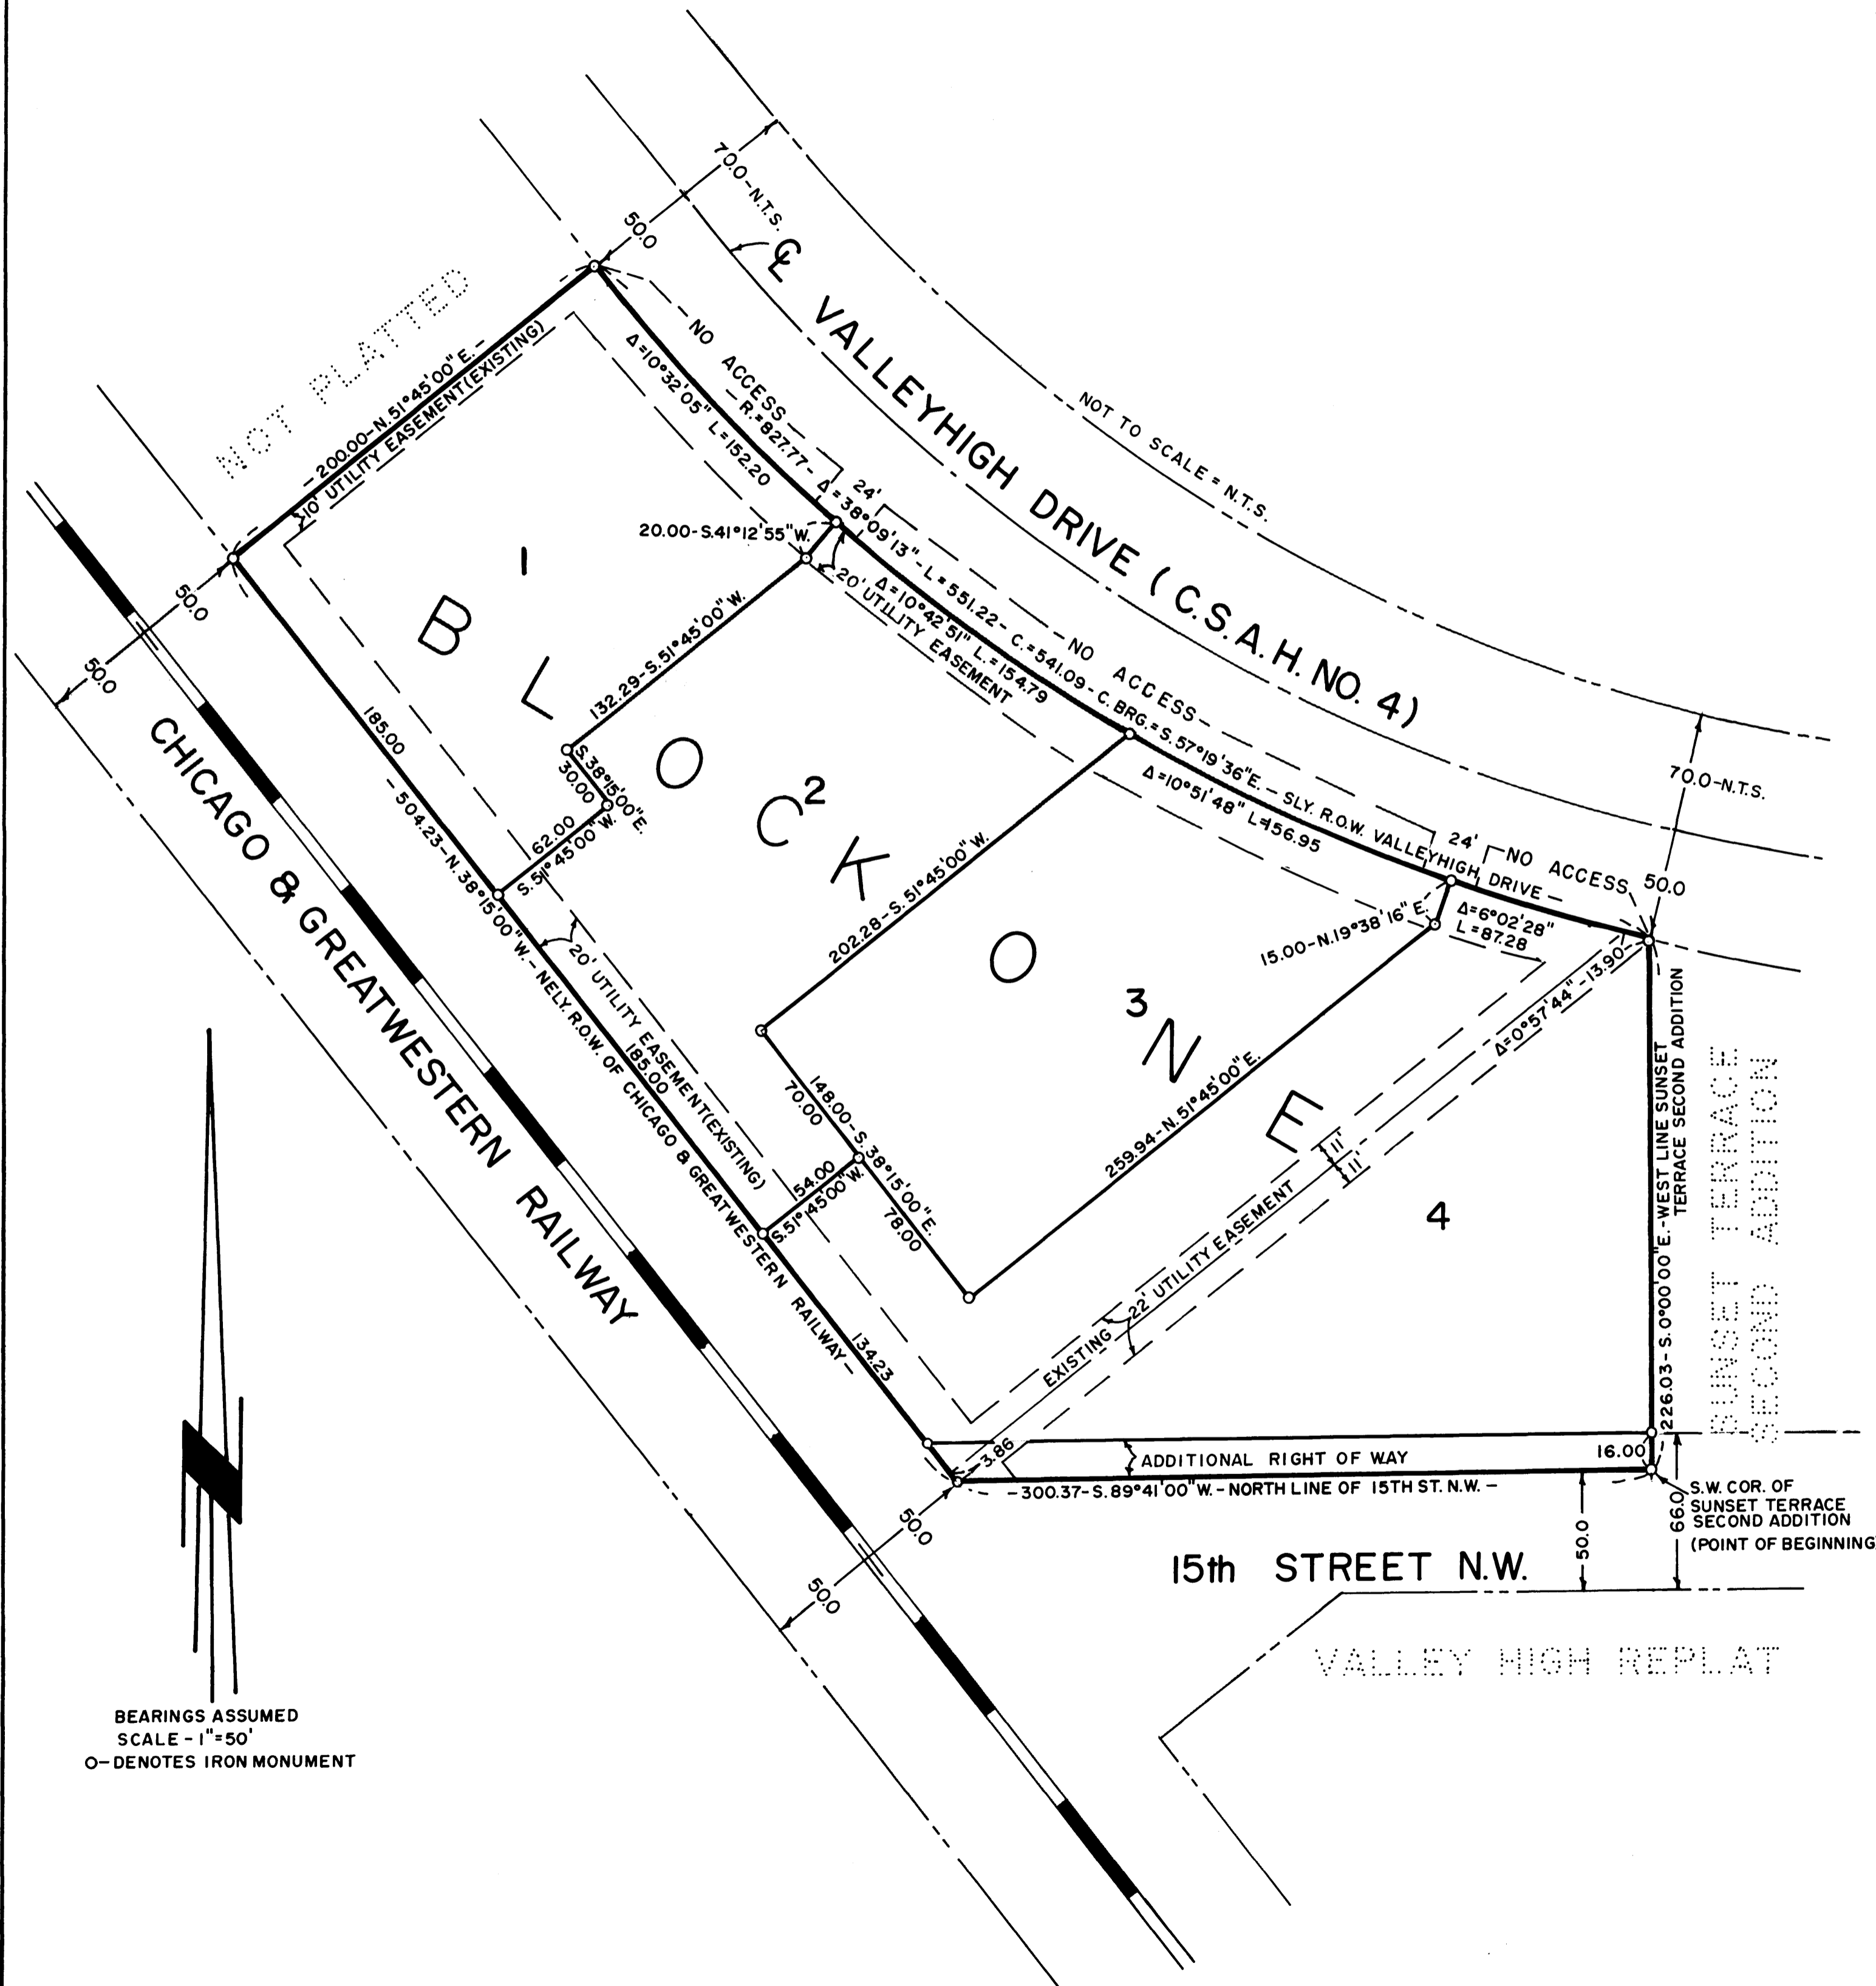 70.0-N.T.S.
50.0
℄ VALLEYHIGH DRIVE (C.S.A.H. NO. 4)
NOT PLATTED
-200.00-N.51°45'00"E.-
10' UTILITY EASEMENT(EXISTING)
NO ACCESS
-R.=827.77-Δ=38°09'13"-L=551.22-C.=541.09-C. BRG.=S.57°19'36"E.-SLY. R.O.W. VALLEYHIGH DRIVE-
Δ=10°32'05" L=152.20
24'
NOT TO SCALE = N.T.S.
20.00-S.41°12'55"W.
1
20' UTILITY EASEMENT
Δ=10°42'51" L.=154.79
-NO ACCESS-
50.0
50.0
BLOCK ONE
132.29-S.51°45'00"W.
S.38°15'00"E.
30.00
62.00
S.51°45'00"W.
185.00
2
-504.23-N.38°15'00"W.-NELY. R.O.W. OF CHICAGO & GREATWESTERN RAILWAY-
CHICAGO & GREATWESTERN RAILWAY
70.0-N.T.S.
Δ=10°51'48" L=156.95
24'
NO ACCESS
50.0
202.28-S.51°45'00"W.
15.00-N.19°38'16"E.
Δ=6°02'28"
L=87.28
Δ=0°57'44"-13.90
20' UTILITY EASEMENT(EXISTING)
185.00
3
148.00-S.38°15'00"E.
70.00
54.00
S.51°45'00"W.
78.00
259.94-N.51°45'00"E.
11'
11'
EXISTING 22' UTILITY EASEMENT
4
226.03-S.0°00'00"E.-WEST LINE SUNSET
TERRACE SECOND ADDITION
SUNSET TERRACE
SECOND ADDITION
134.23
3.86
ADDITIONAL RIGHT OF WAY
16.00
-300.37-S.89°41'00"W.-NORTH LINE OF 15TH ST. N.W.-
S.W. COR. OF
SUNSET TERRACE
SECOND ADDITION
(POINT OF BEGINNING
50.0
66.0
50.0
50.0
15th STREET N.W.
VALLEY HIGH REPLAT
N
BEARINGS ASSUMED
SCALE-1"=50'
O-DENOTES IRON MONUMENT